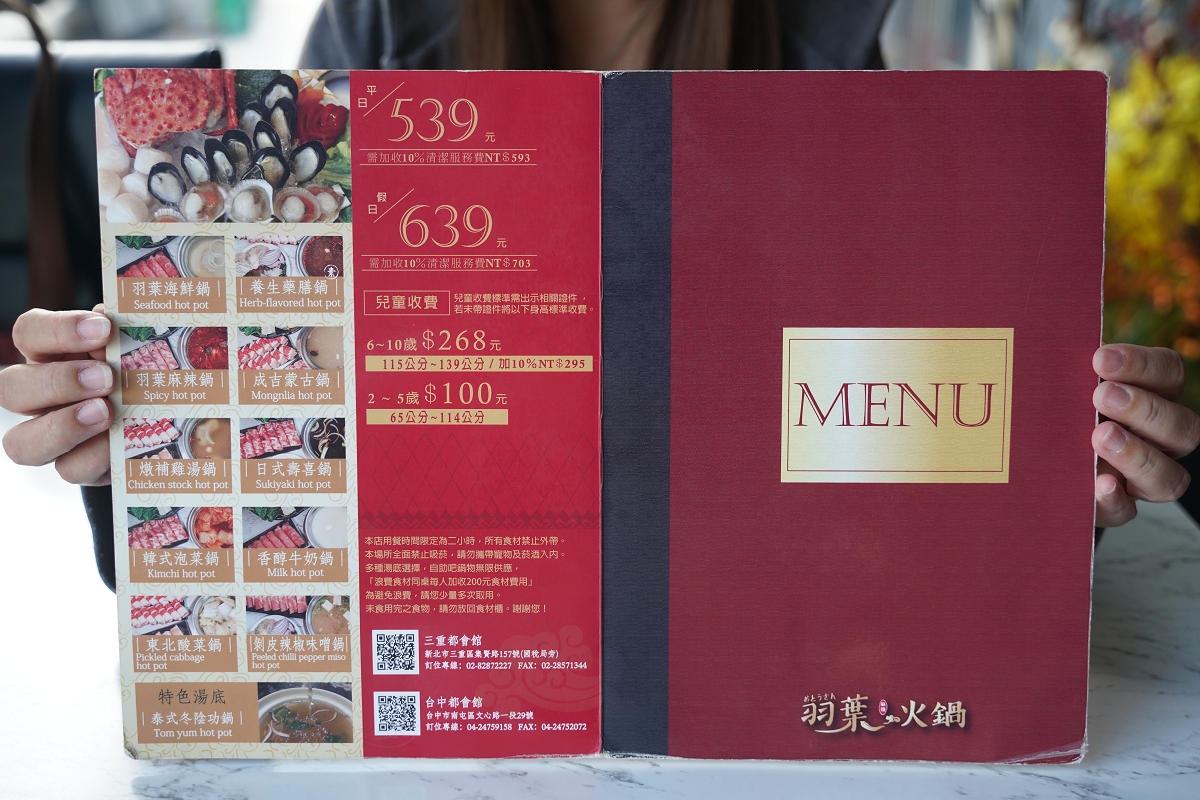 羽葉海鮮鍋
Seafood hot pot
素
養生藥膳鍋
Herb-flavored hot pot
羽葉麻辣鍋
Spicy hot pot
成吉蒙古鍋
Mongnlia hot pot
燉補雞湯鍋
Chicken stock hot pot
日式壽喜鍋
Sukiyaki hot pot
韓式泡菜鍋
Kimchi hot pot
香醇牛奶鍋
Milk hot pot
東北酸菜鍋
Pickled cabbage
hot pot
剝皮辣椒味噌鍋
Peeled chilli pepper miso
hot pot
特色湯底
泰式冬陰功鍋
Tom yum hot pot
平日/539元
需加收10%清潔服務費NT$593
假日/639元
需加收10%清潔服務費NT$703
兒童收費
兒童收費標準需出示相關證件，
若未帶證件將以下身高標準收費。
6~10歲 $268元
115公分~139公分 / 加10%NT$295
2 ~ 5歲 $100元
65公分~114公分
本店用餐時間限定為二小時，所有食材禁止外帶。
本場所全面禁止吸菸，請勿攜帶寵物及菸酒入內。
多種湯底選擇，自助吧鍋物無限供應，
「浪費食材同桌每人加收200元食材費用」
為避免浪費，請您少量多次取用。
未食用完之食物，請勿放回食材櫃。謝謝您！
三重都會館
新北市三重區集賢路157號(國稅局旁)
訂位專線：02-82872227 FAX：02-28571344
台中都會館
台中市南屯區文心路一段29號
訂位專線：04-24759158 FAX：04-24752072
MENU
おとうさん
羽葉火鍋